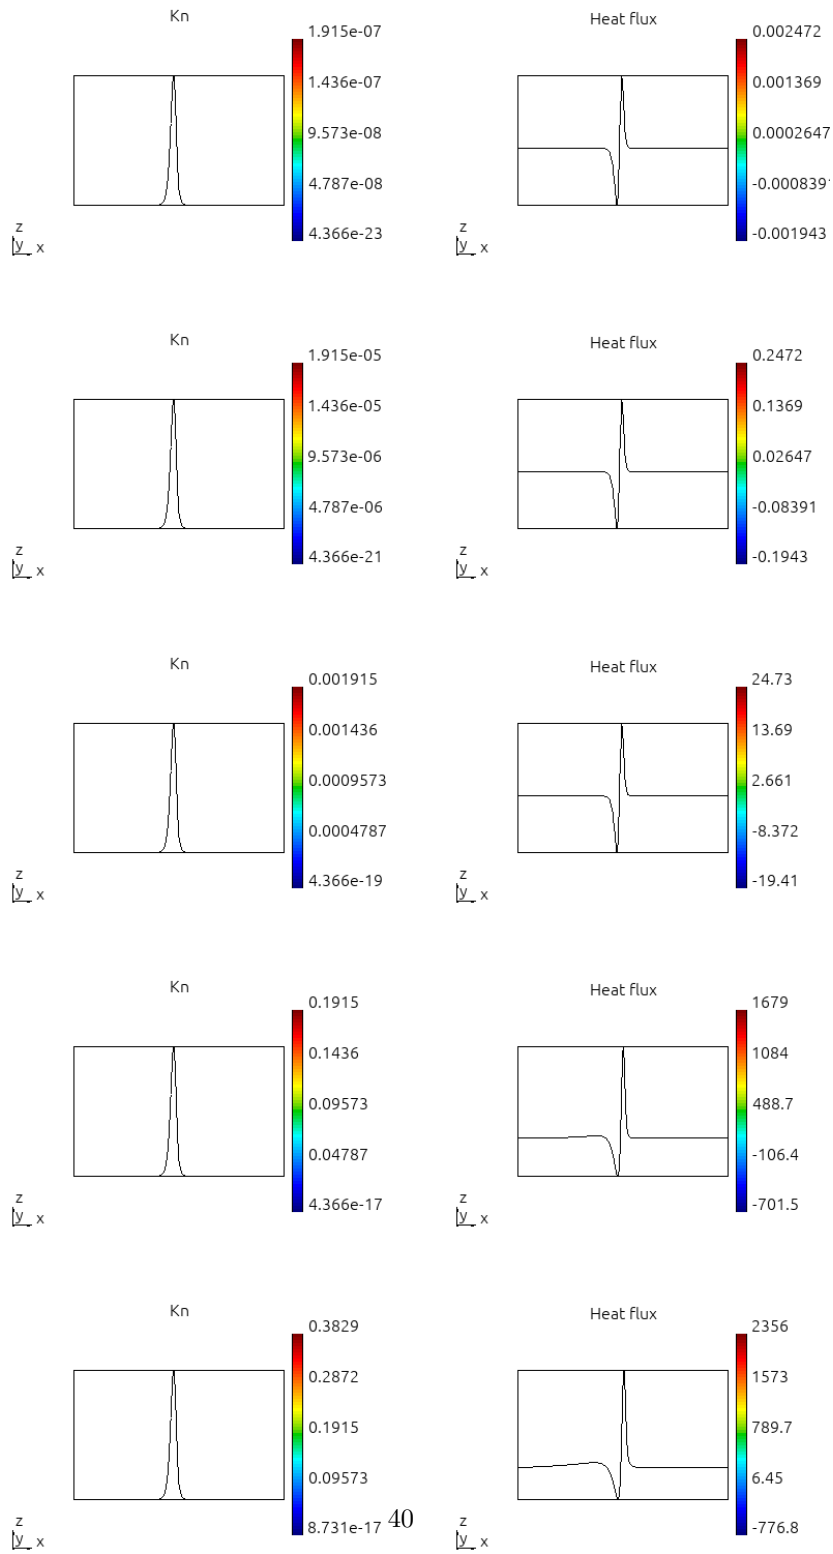 Kn
1.915e-07
1.436e-07
9.573e-08
4.787e-08
4.366e-23
z
y x
Heat flux
0.002472
0.001369
0.0002647
-0.0008391
-0.001943
z
y x
Kn
1.915e-05
1.436e-05
9.573e-06
4.787e-06
4.366e-21
z
y x
Heat flux
0.2472
0.1369
0.02647
-0.08391
-0.1943
z
y x
Kn
0.001915
0.001436
0.0009573
0.0004787
4.366e-19
z
y x
Heat flux
24.73
13.69
2.661
-8.372
-19.41
z
y x
Kn
0.1915
0.1436
0.09573
0.04787
4.366e-17
z
y x
Heat flux
1679
1084
488.7
-106.4
-701.5
z
y x
Kn
0.3829
0.2872
0.1915
0.09573
8.731e-17
z
y x
Heat flux
2356
1573
789.7
6.45
-776.8
z
y x
40